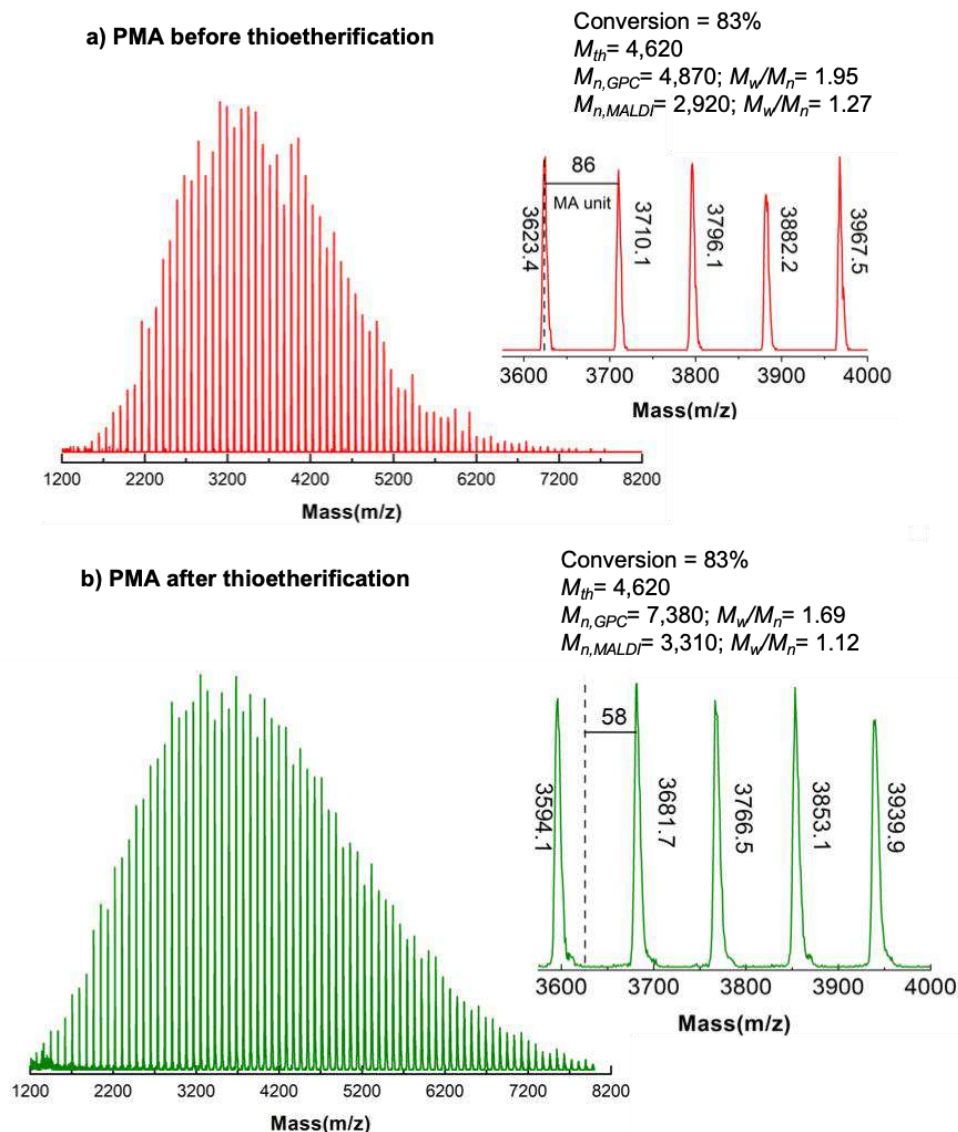 a) PMA before thioetherification
Conversion = 83%
Mth= 4,620
Mn,GPC= 4,870; Mw/Mn= 1.95
Mn,MALDI= 2,920; Mw/Mn= 1.27
86
MA unit
3623.4
3710.1
3796.1
3882.2
3967.5
3600 3700 3800 3900 4000
Mass(m/z)
1200 2200 3200 4200 5200 6200 7200 8200
Mass(m/z)
b) PMA after thioetherification
Conversion = 83%
Mth= 4,620
Mn,GPC= 7,380; Mw/Mn= 1.69
Mn,MALDI= 3,310; Mw/Mn= 1.12
58
3594.1
3681.7
3766.5
3853.1
3939.9
3600 3700 3800 3900 4000
Mass(m/z)
1200 2200 3200 4200 5200 6200 7200 8200
Mass(m/z)